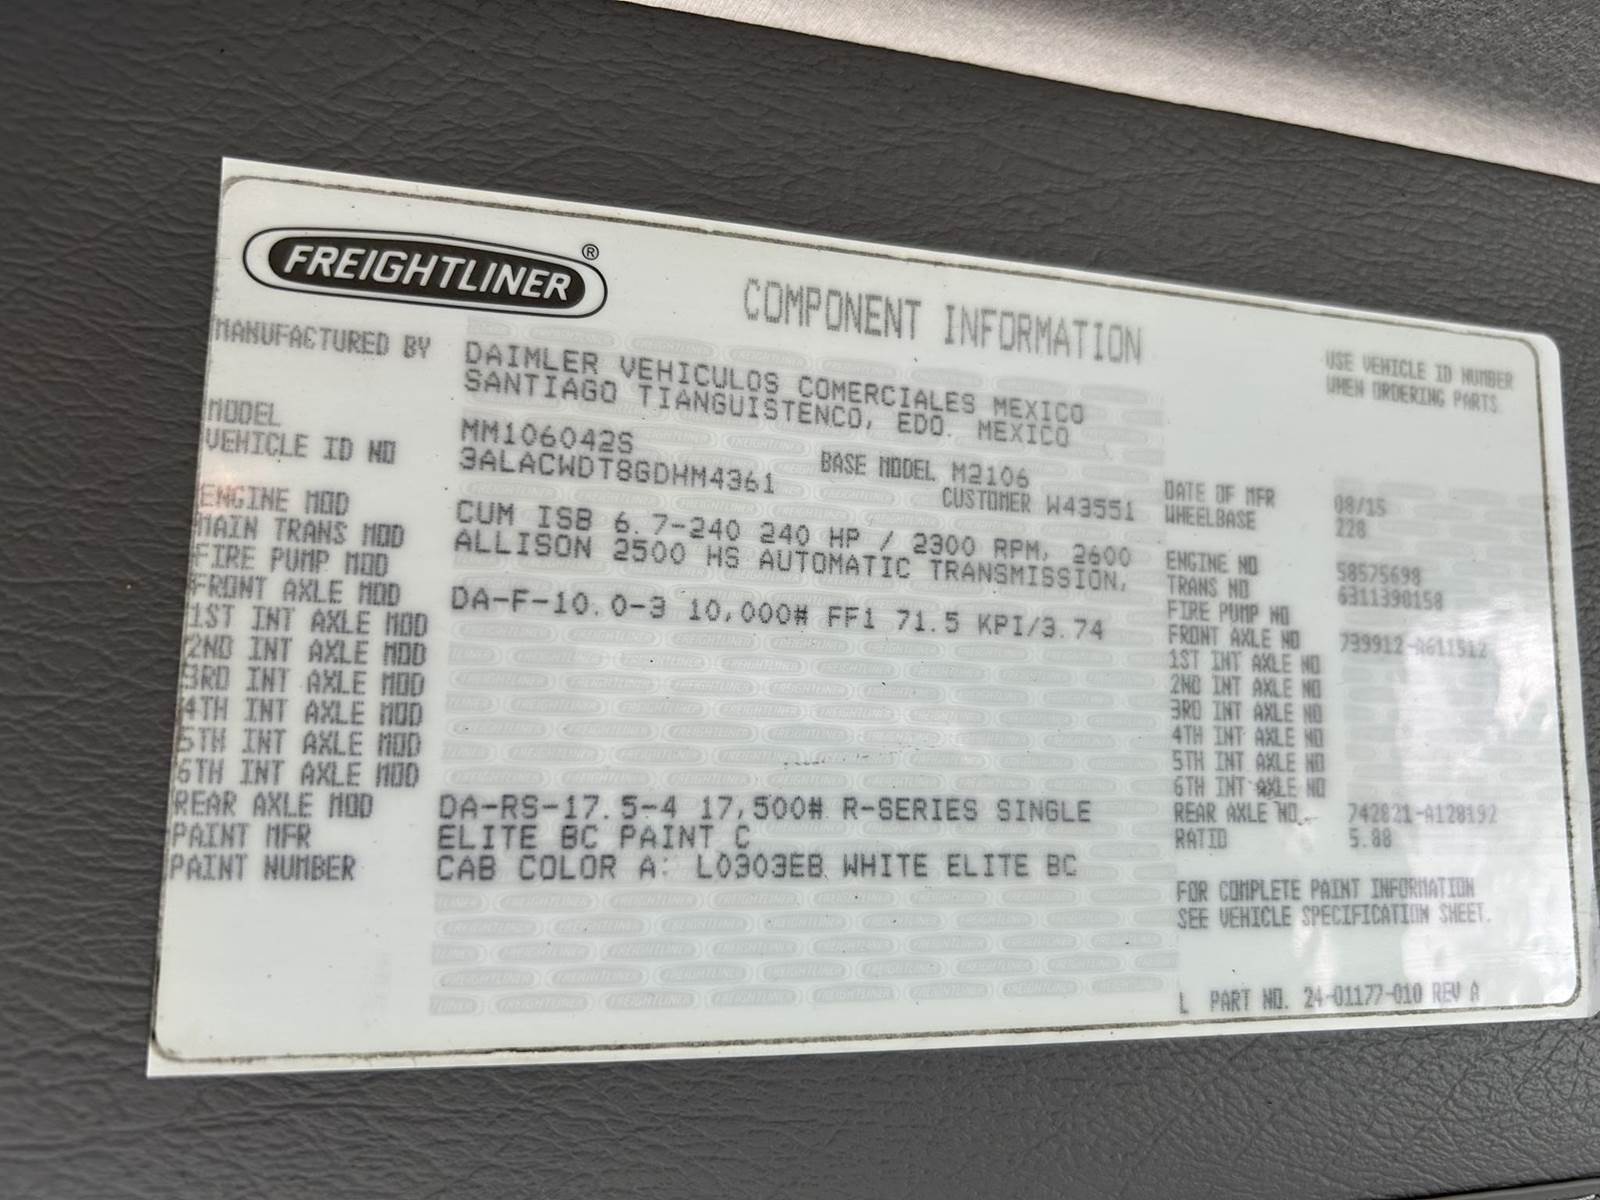 FREIGHTLINER®
COMPONENT INFORMATION
USE VEHICLE ID NUMBER
WHEN ORDERING PARTS.
MANUFACTURED BY DAIMLER VEHICULOS COMERCIALES MEXICO
SANTIAGO TIANGUISTENCO, EDO. MEXICO
MODEL MM106042S BASE MODEL M2106 DATE OF MFR 08/15
VEHICLE ID NO 3ALACWDT8GDHM4361 CUSTOMER W43551 WHEELBASE 228
ENGINE MOD CUM ISB 6.7-240 240 HP / 2300 RPM, 2600 ENGINE NO 58575698
MAIN TRANS MOD ALLISON 2500 HS AUTOMATIC TRANSMISSION, TRANS NO 6311390158
FIRE PUMP MOD FIRE PUMP NO
FRONT AXLE MOD DA-F-10.0-3 10,000# FF1 71.5 KPI/3.74 FRONT AXLE NO 739912-A611512
1ST INT AXLE MOD 1ST INT AXLE NO
2ND INT AXLE MOD 2ND INT AXLE NO
3RD INT AXLE MOD 3RD INT AXLE NO
4TH INT AXLE MOD 4TH INT AXLE NO
5TH INT AXLE MOD 5TH INT AXLE NO
6TH INT AXLE MOD 6TH INT AXLE NO
REAR AXLE MOD DA-RS-17.5-4 17,500# R-SERIES SINGLE REAR AXLE NO. 742821-A128192
PAINT MFR ELITE BC PAINT C RATIO 5.88
PAINT NUMBER CAB COLOR A: L0303EB WHITE ELITE BC
FOR COMPLETE PAINT INFORMATION
SEE VEHICLE SPECIFICATION SHEET.
L PART NO. 24-01177-010 REV A